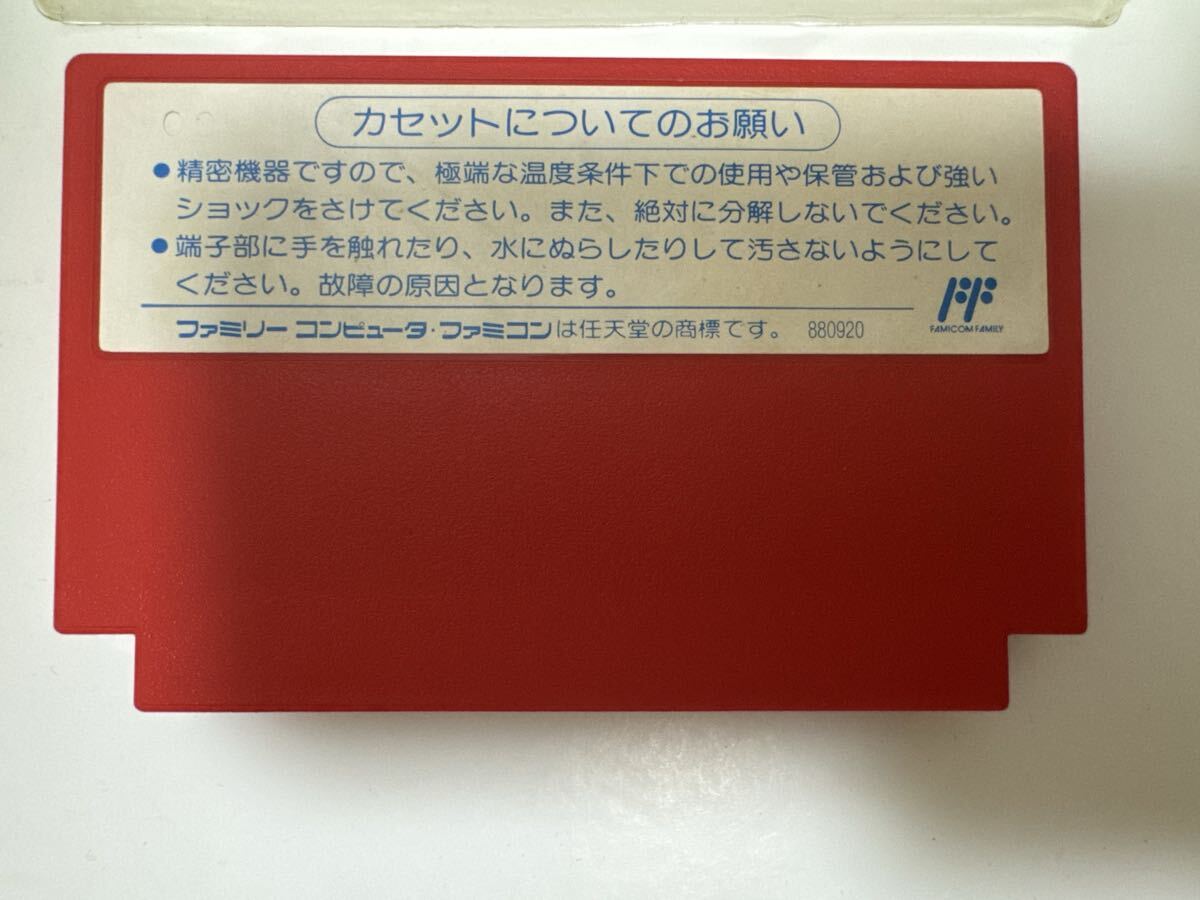 カセットについてのお願い
●精密機器ですので、極端な温度条件下での使用や保管および強い
ショックをさけてください。また、絶対に分解しないでください。
●端子部に手を触れたり、水にぬらしたりして汚さないようにして
ください。故障の原因となります。
FAMICOM FAMILY
ファミリー コンピュータ・ファミコンは任天堂の商標です。 880920